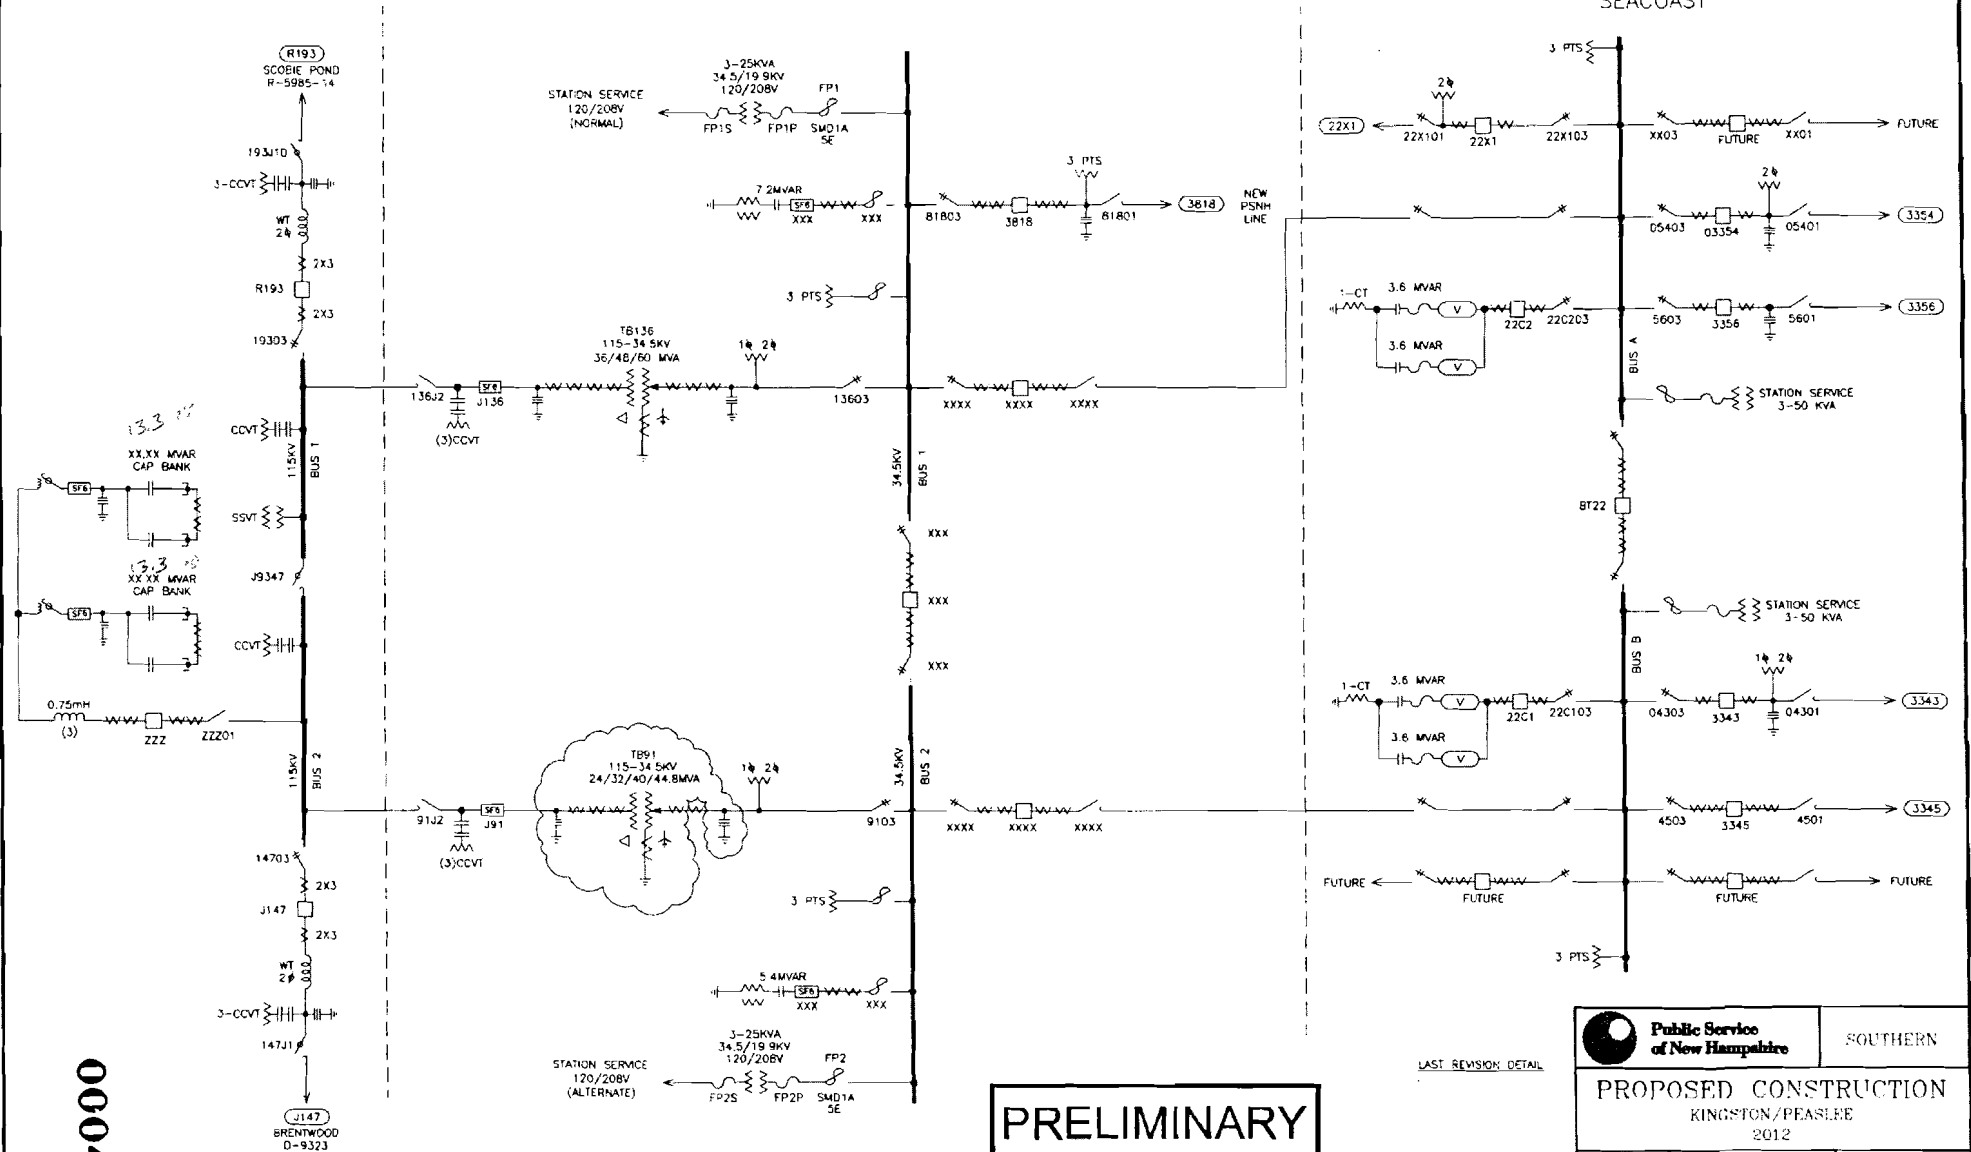 SEACOAST
R193
SCOBIE POND
R-5985-14
193J10
3-CCVT
WT
2ϕ
2X3
R193
2X3
19303
CCVT
115KV
BUS 1
13.3
XX.XX MVAR
CAP BANK
SF6
SSVT
J9347
13.3
XX.XX MVAR
CAP BANK
SF6
CCVT
0.75mH
(3)
ZZZ
ZZZ01
115KV
BUS 2
14703
2X3
J147
2X3
WT
2ϕ
3-CCVT
147J1
J147
BRENTWOOD
D-9323
STATION SERVICE
120/208V
(NORMAL)
3-25KVA
34.5/19.9KV
120/208V
FP1S
FP1P
FP1
SMD1A
5E
7.2MVAR
SF6
XXX
XXX
81803
3818
3 PTS
81801
3818
NEW
PSNH
LINE
3 PTS
TB136
115-34.5KV
36/48/60 MVA
1ϕ 2ϕ
136J2
SF6
J136
(3)CCVT
13603
XXXX
XXXX
XXXX
34.5KV
BUS 1
XXX
XXX
XXX
34.5KV
BUS 2
TB91
115-34.5KV
24/32/40/44.8MVA
1ϕ 2ϕ
91J2
SF6
J91
(3)CCVT
9103
XXXX
XXXX
XXXX
3 PTS
5.4MVAR
SF6
XXX
XXX
STATION SERVICE
120/208V
(ALTERNATE)
3-25KVA
34.5/19.9KV
120/208V
FP2S
FP2P
FP2
SMD1A
5E
3 PTS
22X1
22X101
2ϕ
22X1
22X103
XX03
FUTURE
XX01
FUTURE
05403
03354
2ϕ
05401
3354
1-CT
3.6 MVAR
V
3.6 MVAR
V
22C2
22C203
5603
3356
5601
3356
BUS A
STATION SERVICE
3-50 KVA
BT22
STATION SERVICE
3-50 KVA
BUS B
1-CT
3.6 MVAR
V
3.6 MVAR
V
22C1
22C103
04303
3343
1ϕ 2ϕ
04301
3343
4503
3345
4501
3345
FUTURE
FUTURE
FUTURE
FUTURE
3 PTS
LAST REVISION DETAIL
PRELIMINARY
Public Service
of New Hampshire
SOUTHERN
PROPOSED CONSTRUCTION
KINGSTON/PEASLEE
2012